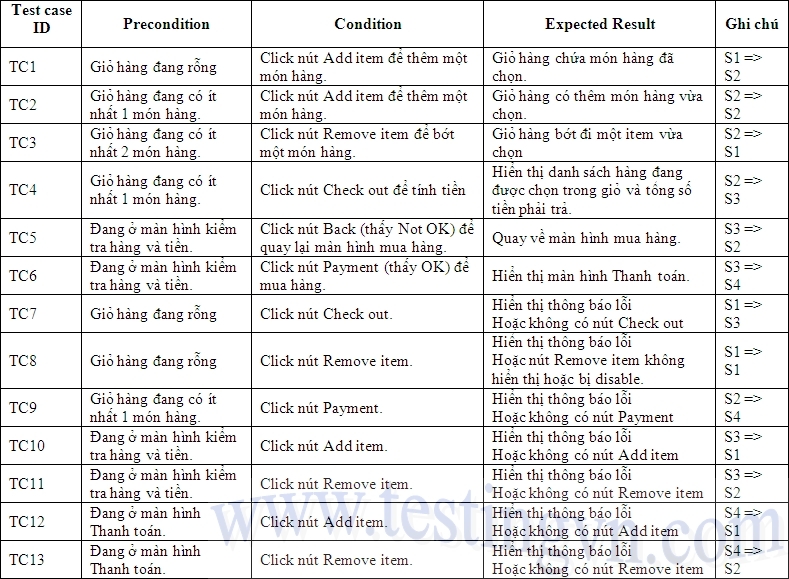 Test case
ID
Precondition
Condition
Expected Result
Ghi chú
TC1
Giỏ hàng đang rỗng
Click nút Add item để thêm một
món hàng.
Giỏ hàng chứa món hàng đã
chọn.
S1 =>
S2
TC2
Giỏ hàng đang có ít
nhất 1 món hàng.
Click nút Add item để thêm một
món hàng.
Giỏ hàng có thêm món hàng vừa
chọn.
S2 =>
S2
TC3
Giỏ hàng đang có ít
nhất 2 món hàng.
Click nút Remove item để bớt
một món hàng.
Giỏ hàng bớt đi một item vừa
chọn
S2 =>
S1
TC4
Giỏ hàng đang có ít
nhất 1 món hàng.
Click nút Check out để tính tiền
Hiển thị danh sách hàng đang
được chọn trong giỏ và tổng số
tiền phải trả.
S2 =>
S3
TC5
Đang ở màn hình kiểm
tra hàng và tiền.
Click nút Back (thấy Not OK) để
quay lại màn hình mua hàng.
Quay về màn hình mua hàng.
S3 =>
S2
TC6
Đang ở màn hình kiểm
tra hàng và tiền.
Click nút Payment (thấy OK) để
mua hàng.
Hiển thị màn hình Thanh toán.
S3 =>
S4
TC7
Giỏ hàng đang rỗng
Click nút Check out.
Hiển thị thông báo lỗi
Hoặc không có nút Check out
S1 =>
S3
TC8
Giỏ hàng đang rỗng
Click nút Remove item.
Hiển thị thông báo lỗi
Hoặc nút Remove item không
hiển thị hoặc bị disable.
S1 =>
S1
TC9
Giỏ hàng đang có ít
nhất 1 món hàng.
Click nút Payment.
Hiển thị thông báo lỗi
Hoặc không có nút Payment
S2 =>
S4
TC10
Đang ở màn hình kiểm
tra hàng và tiền.
Click nút Add item.
Hiển thị thông báo lỗi
Hoặc không có nút Add item
S3 =>
S1
TC11
Đang ở màn hình kiểm
tra hàng và tiền.
Click nút Remove item.
Hiển thị thông báo lỗi
Hoặc không có nút Remove item
S3 =>
S2
TC12
Đang ở màn hình
Thanh toán.
Click nút Add item.
Hiển thị thông báo lỗi
Hoặc không có nút Add item
S4 =>
S1
TC13
Đang ở màn hình
Thanh toán.
Click nút Remove item.
Hiển thị thông báo lỗi
Hoặc không có nút Remove item
S4 =>
S2
www.testingvn.com